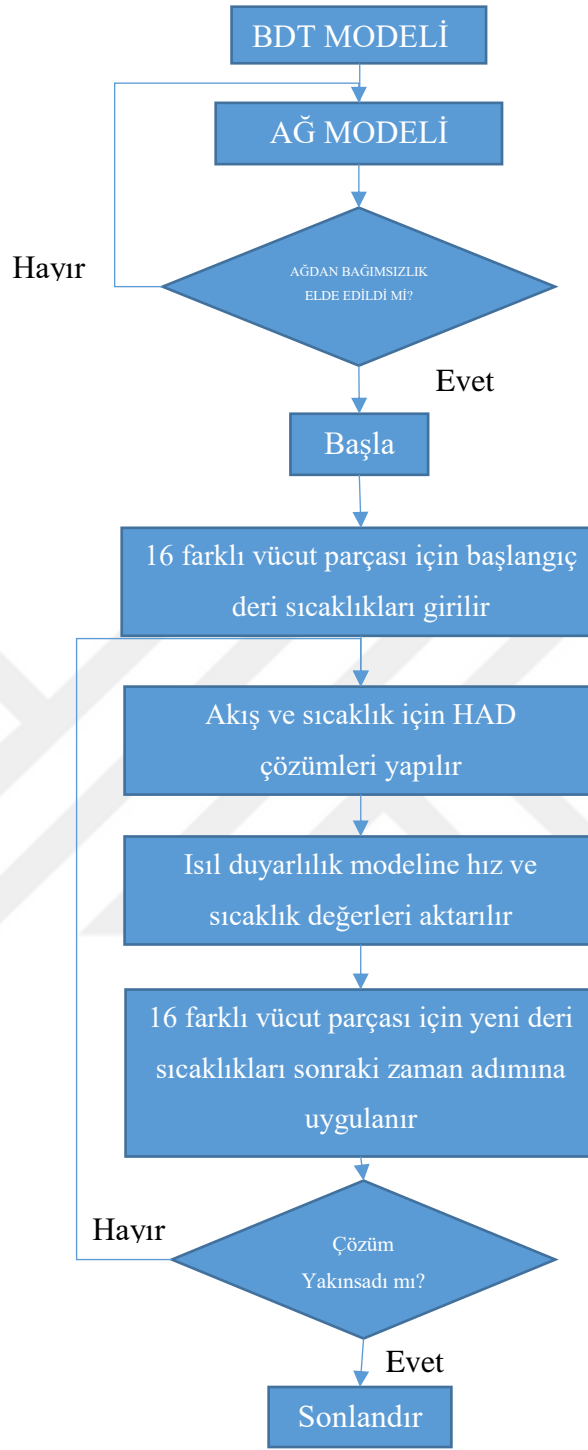 BDT MODELİ
AĞ MODELİ
AĞDAN BAĞIMSIZLIK
ELDE EDİLDİ Mİ?
Hayır
Evet
Başla
16 farklı vücut parçası için başlangıç
deri sıcaklıkları girilir
Akış ve sıcaklık için HAD
çözümleri yapılır
Isıl duyarlılık modeline hız ve
sıcaklık değerleri aktarılır
16 farklı vücut parçası için yeni deri
sıcaklıkları sonraki zaman adımına
uygulanır
Hayır
Çözüm
Yakınsadı mı?
Evet
Sonlandır